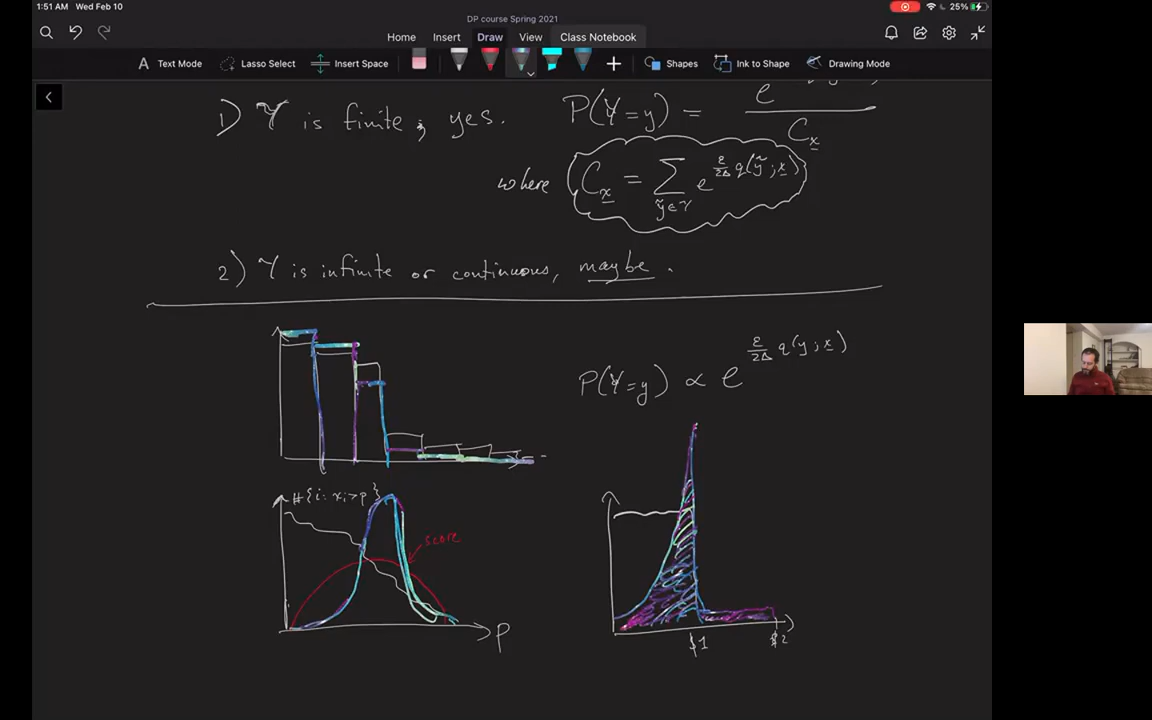 1:51 AM Wed Feb 10
25%
DP course Spring 2021
Home Insert Draw View Class Notebook
Text Mode Lasso Select Insert Space Shapes Ink to Shape Drawing Mode
1) Y is finite; yes. P(Y=y) = e / C_x
where C_x = Σ_{ỹ∈Y} e^{ε/2Δ q(ỹ;x)}
2) Y is infinite or continuous, maybe.
P(Y=y) ∝ e^{ε/2Δ q(y;x)}
#{i: xi>p}
score
P
$1 $2